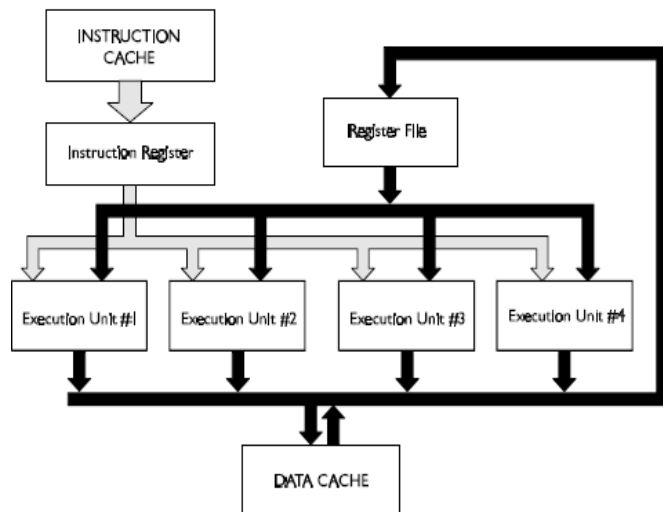 INSTRUCTION
CACHE
Instruction Register
Register File
Execution Unit #1
Execution Unit #2
Execution Unit #3
Execution Unit #4
DATA CACHE